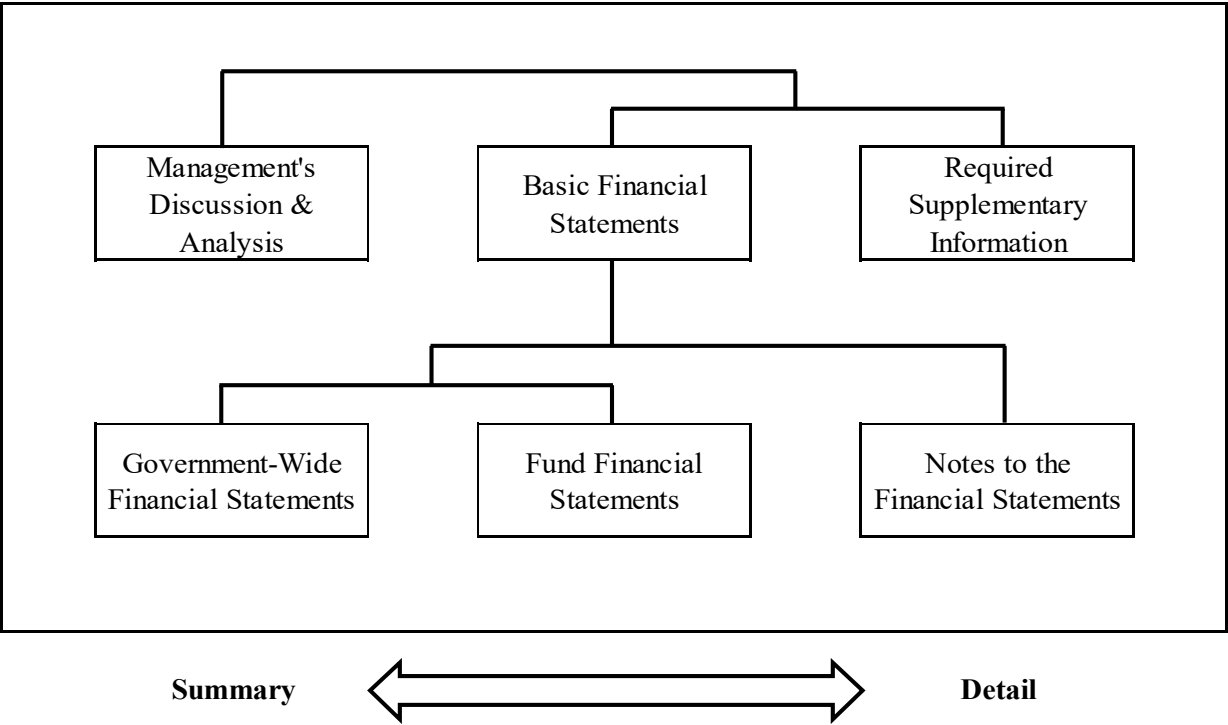 Management's
Discussion &
Analysis
Basic Financial
Statements
Required
Supplementary
Information
Government-Wide
Financial Statements
Fund Financial
Statements
Notes to the
Financial Statements
Summary
Detail